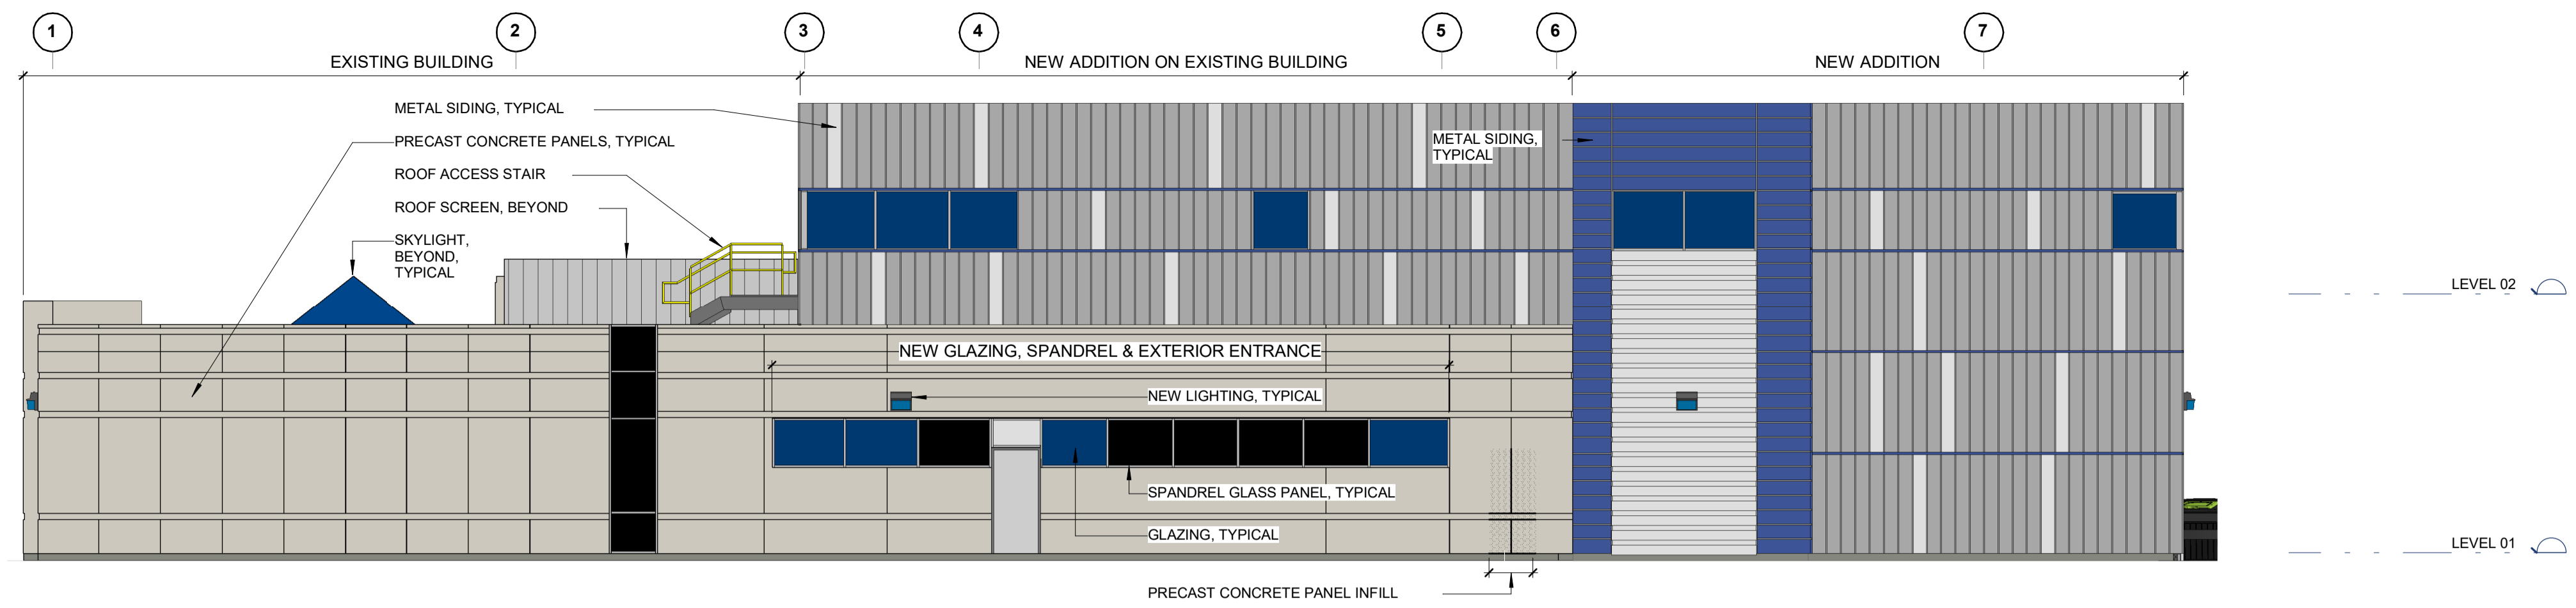 1 2 3 4 5 6 7
EXISTING BUILDING NEW ADDITION ON EXISTING BUILDING NEW ADDITION
METAL SIDING, TYPICAL
PRECAST CONCRETE PANELS, TYPICAL
ROOF ACCESS STAIR
ROOF SCREEN, BEYOND
SKYLIGHT,
BEYOND,
TYPICAL
METAL SIDING,
TYPICAL
LEVEL 02
NEW GLAZING, SPANDREL & EXTERIOR ENTRANCE
NEW LIGHTING, TYPICAL
SPANDREL GLASS PANEL, TYPICAL
GLAZING, TYPICAL
LEVEL 01
PRECAST CONCRETE PANEL INFILL